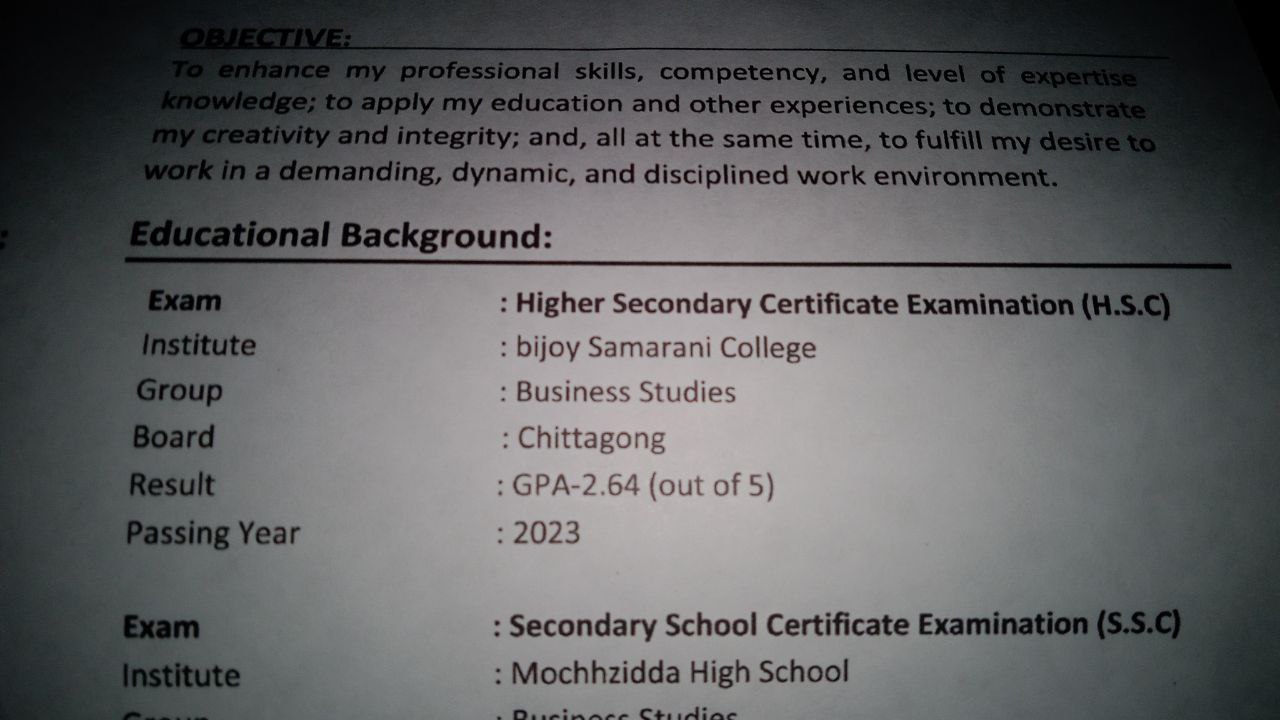 OBJECTIVE:
To enhance my professional skills, competency, and level of expertise
knowledge; to apply my education and other experiences; to demonstrate
my creativity and integrity; and, all at the same time, to fulfill my desire to
work in a demanding, dynamic, and disciplined work environment.
:
Educational Background:
Exam : Higher Secondary Certificate Examination (H.S.C)
Institute : bijoy Samarani College
Group : Business Studies
Board : Chittagong
Result : GPA-2.64 (out of 5)
Passing Year : 2023
Exam : Secondary School Certificate Examination (S.S.C)
Institute : Mochhzidda High School
Group : Business Studies